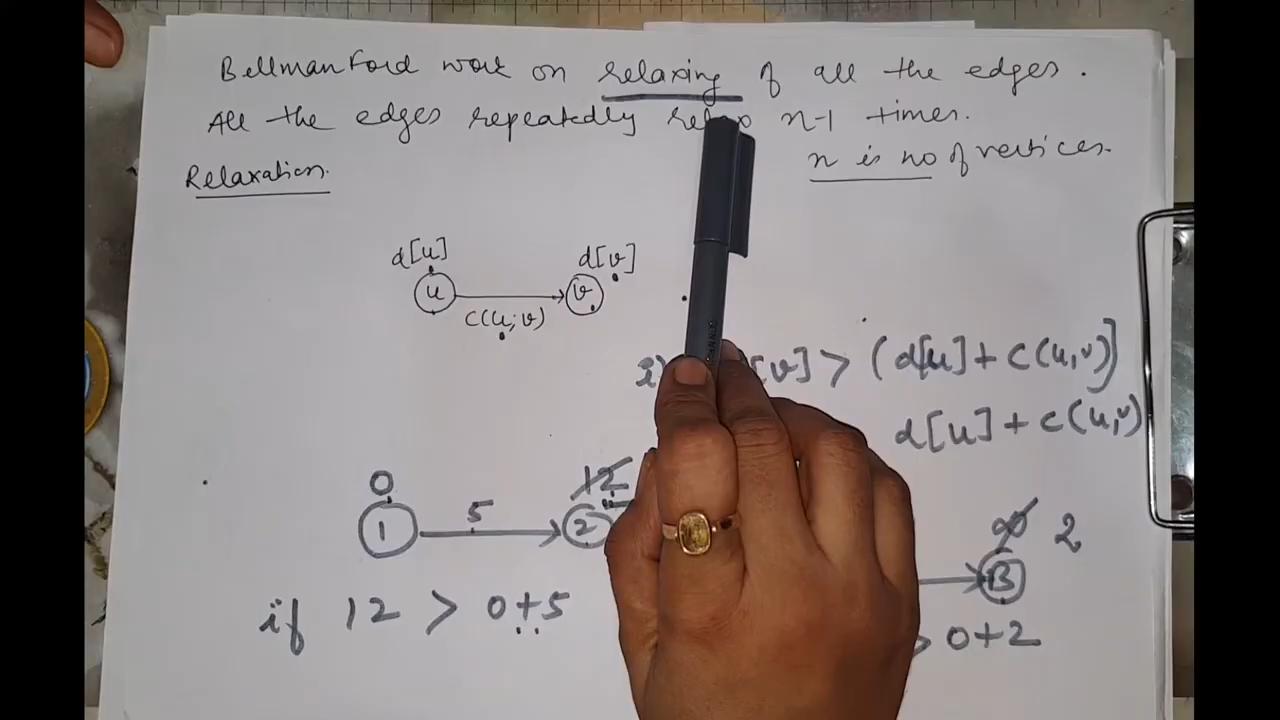 Bellman Ford work on relaxing of all the edges.
All the edges repeatedly relax n-1 times.
n is no of vertices.
Relaxation.
d[u] d[v]
u v
C(u,v)
[v] > (d[u] + c(u,v)]
d[u] + c(u,v)
0 12
1 5 2
∞ 2
B
if 12 > 0+5
> 0+2